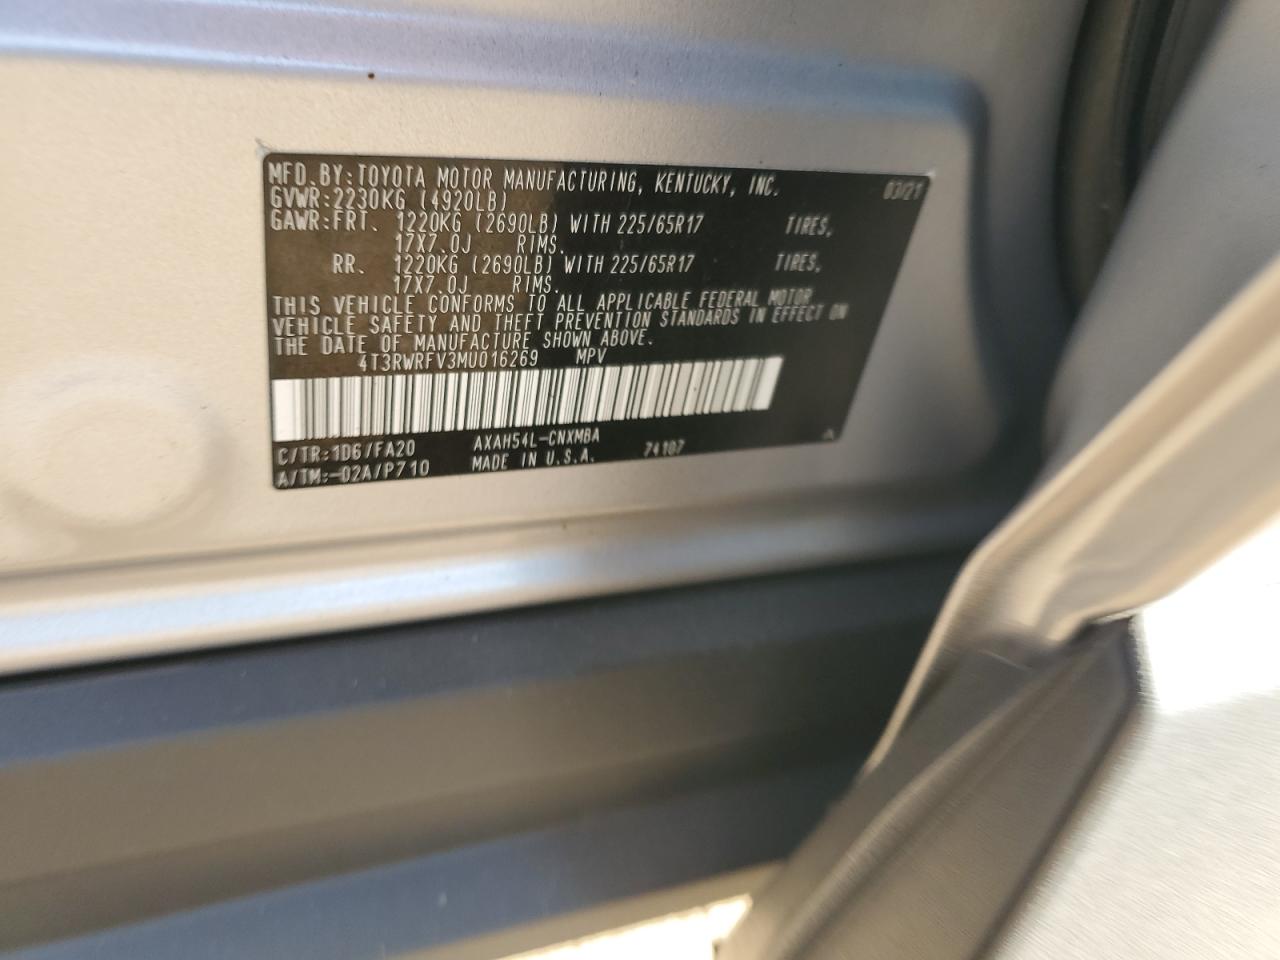 MFD.BY:TOYOTA MOTOR MANUFACTURING, KENTUCKY, INC. 03/21
GVWR:2230KG (4920LB)
GAWR:FRT. 1220KG (2690LB) WITH 225/65R17 TIRES,
17X7.0J RIMS.
RR. 1220KG (2690LB) WITH 225/65R17 TIRES,
17X7.0J RIMS.
THIS VEHICLE CONFORMS TO ALL APPLICABLE FEDERAL MOTOR
VEHICLE SAFETY AND THEFT PREVENTION STANDARDS IN EFFECT ON
THE DATE OF MANUFACTURE SHOWN ABOVE.
4T3RWRFV3MU016269 MPV
C/TR:1D6/FA20 AXAH54L-CNXMBA 74187
A/TM:-02A/P710 MADE IN U.S.A. A